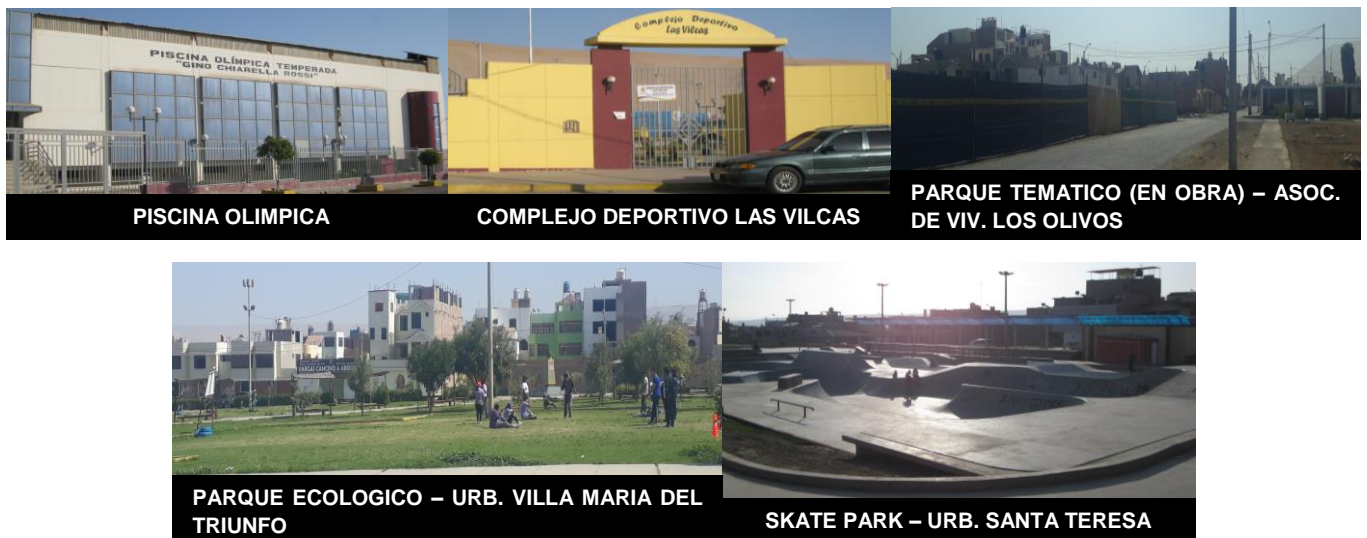 PISCINA OLÍMPICA TEMPERADA
"GINO CHIARELLA ROSSI"
Complejo Deportivo
Las Vilcas
PISCINA OLIMPICA
COMPLEJO DEPORTIVO LAS VILCAS
PARQUE TEMATICO (EN OBRA) – ASOC.
DE VIV. LOS OLIVOS
PARQUE ECOLOGICO – URB. VILLA MARIA DEL
TRIUNFO
SKATE PARK – URB. SANTA TERESA